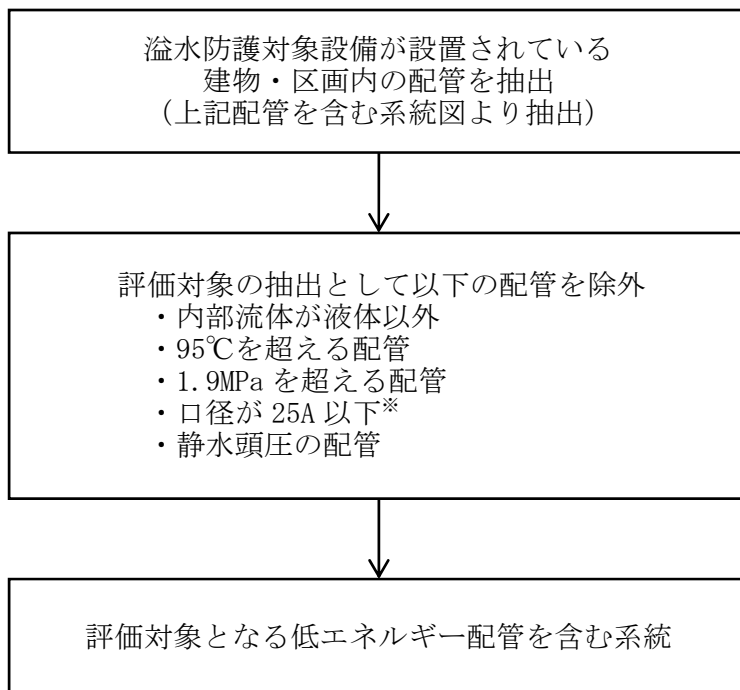 溢水防護対象設備が設置されている
建物・区画内の配管を抽出
（上記配管を含む系統図より抽出）
評価対象の抽出として以下の配管を除外
・内部流体が液体以外
・95℃を超える配管
・1.9MPa を超える配管
・口径が 25A 以下※
・静水頭圧の配管
評価対象となる低エネルギー配管を含む系統